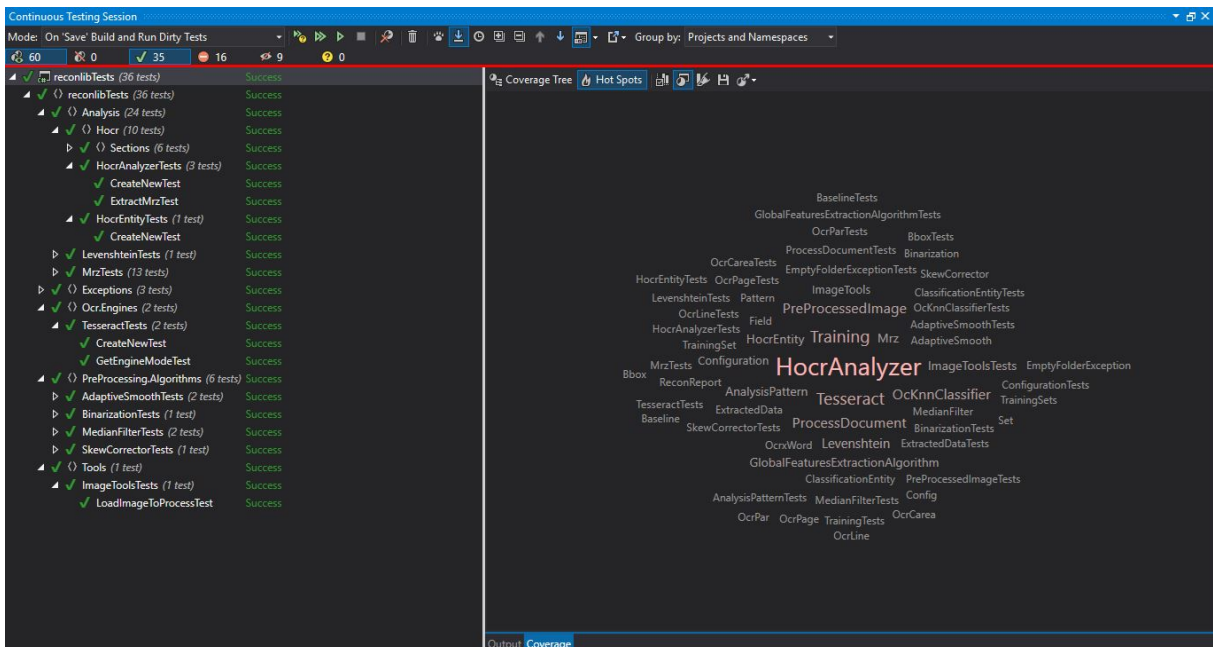 Continuous Testing Session
Mode: On 'Save' Build and Run Dirty Tests
Group by: Projects and Namespaces
60 0 35 16 9 0
reconlibTests (36 tests) Success
reconlibTests (36 tests) Success
Analysis (24 tests) Success
Hocr (10 tests) Success
Sections (6 tests) Success
HocrAnalyzerTests (3 tests) Success
CreateNewTest Success
ExtractMrzTest Success
HocrEntityTests (1 test) Success
CreateNewTest Success
LevenshteinTests (1 test) Success
MrzTests (13 tests) Success
Exceptions (3 tests) Success
Ocr.Engines (2 tests) Success
TesseractTests (2 tests) Success
CreateNewTest Success
GetEngineModeTest Success
PreProcessing.Algorithms (6 tests) Success
AdaptiveSmoothTests (2 tests) Success
BinarizationTests (1 test) Success
MedianFilterTests (2 tests) Success
SkewCorrectorTests (1 test) Success
Tools (1 test) Success
ImageToolsTests (1 test) Success
LoadImageToProcessTest Success
Coverage Tree Hot Spots
BaselineTests
GlobalFeaturesExtractionAlgorithmTests
OcrParTests BboxTests
ProcessDocumentTests Binarization
OcrCareaTests EmptyFolderExceptionTests SkewCorrector
HocrEntityTests OcrPageTests ImageTools ClassificationEntityTests
LevenshteinTests Pattern PreProcessedImage OcKnnClassifierTests
OcrLineTests Field AdaptiveSmoothTests
HocrAnalyzerTests HocrEntity Training Mrz AdaptiveSmooth
TrainingSet
MrzTests Configuration HocrAnalyzer ImageToolsTests EmptyFolderException
Bbox ReconReport AnalysisPattern Tesseract OcKnnClassifier ConfigurationTests
TesseractTests ExtractedData MedianFilter TrainingSets
Baseline SkewCorrectorTests ProcessDocument BinarizationTests Set
OcrxWord Levenshtein ExtractedDataTests
GlobalFeaturesExtractionAlgorithm
ClassificationEntity PreProcessedImageTests
AnalysisPatternTests MedianFilterTests Config
OcrPar OcrPage TrainingTests OcrCarea
OcrLine
Output Coverage